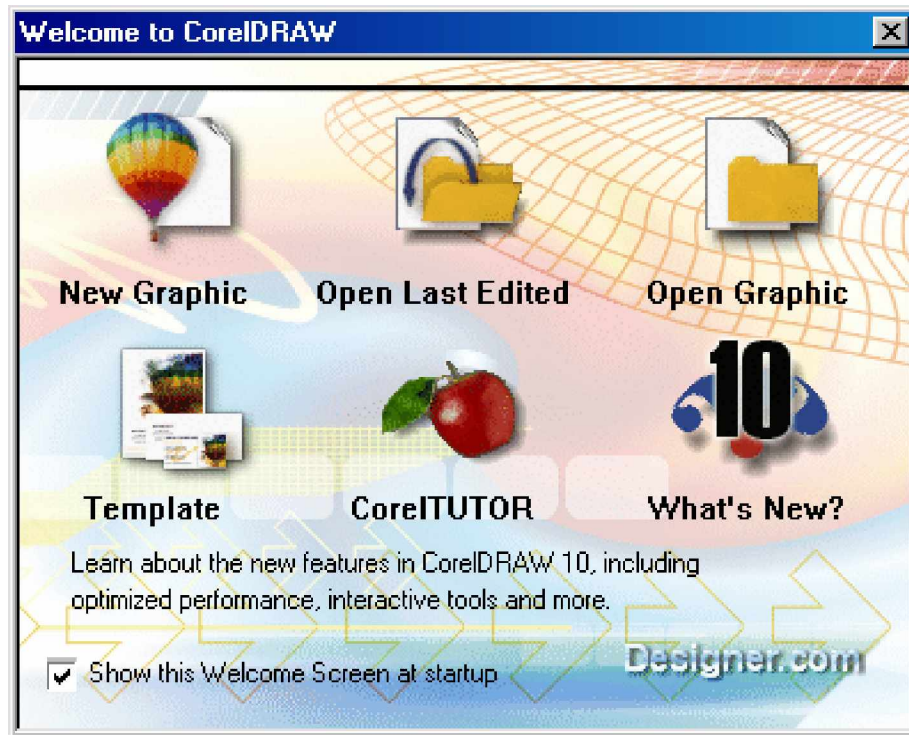 Welcome to CorelDRAW
New Graphic
Open Last Edited
Open Graphic
10
Template
CorelTUTOR
What's New?
Learn about the new features in CorelDRAW 10, including
optimized performance, interactive tools and more.
Show this Welcome Screen at startup
Designer.com